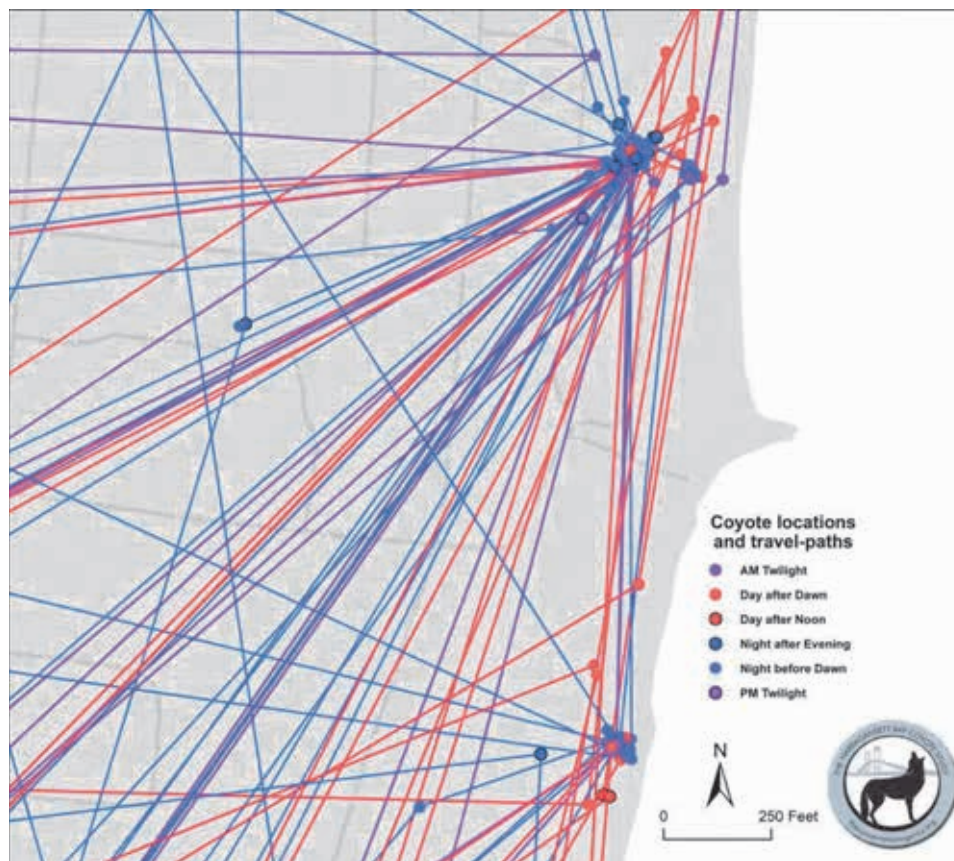 Coyote locations
and travel-paths
AM Twilight
Day after Dawn
Day after Noon
Night after Evening
Night before Dawn
PM Twilight
N
0 250 Feet